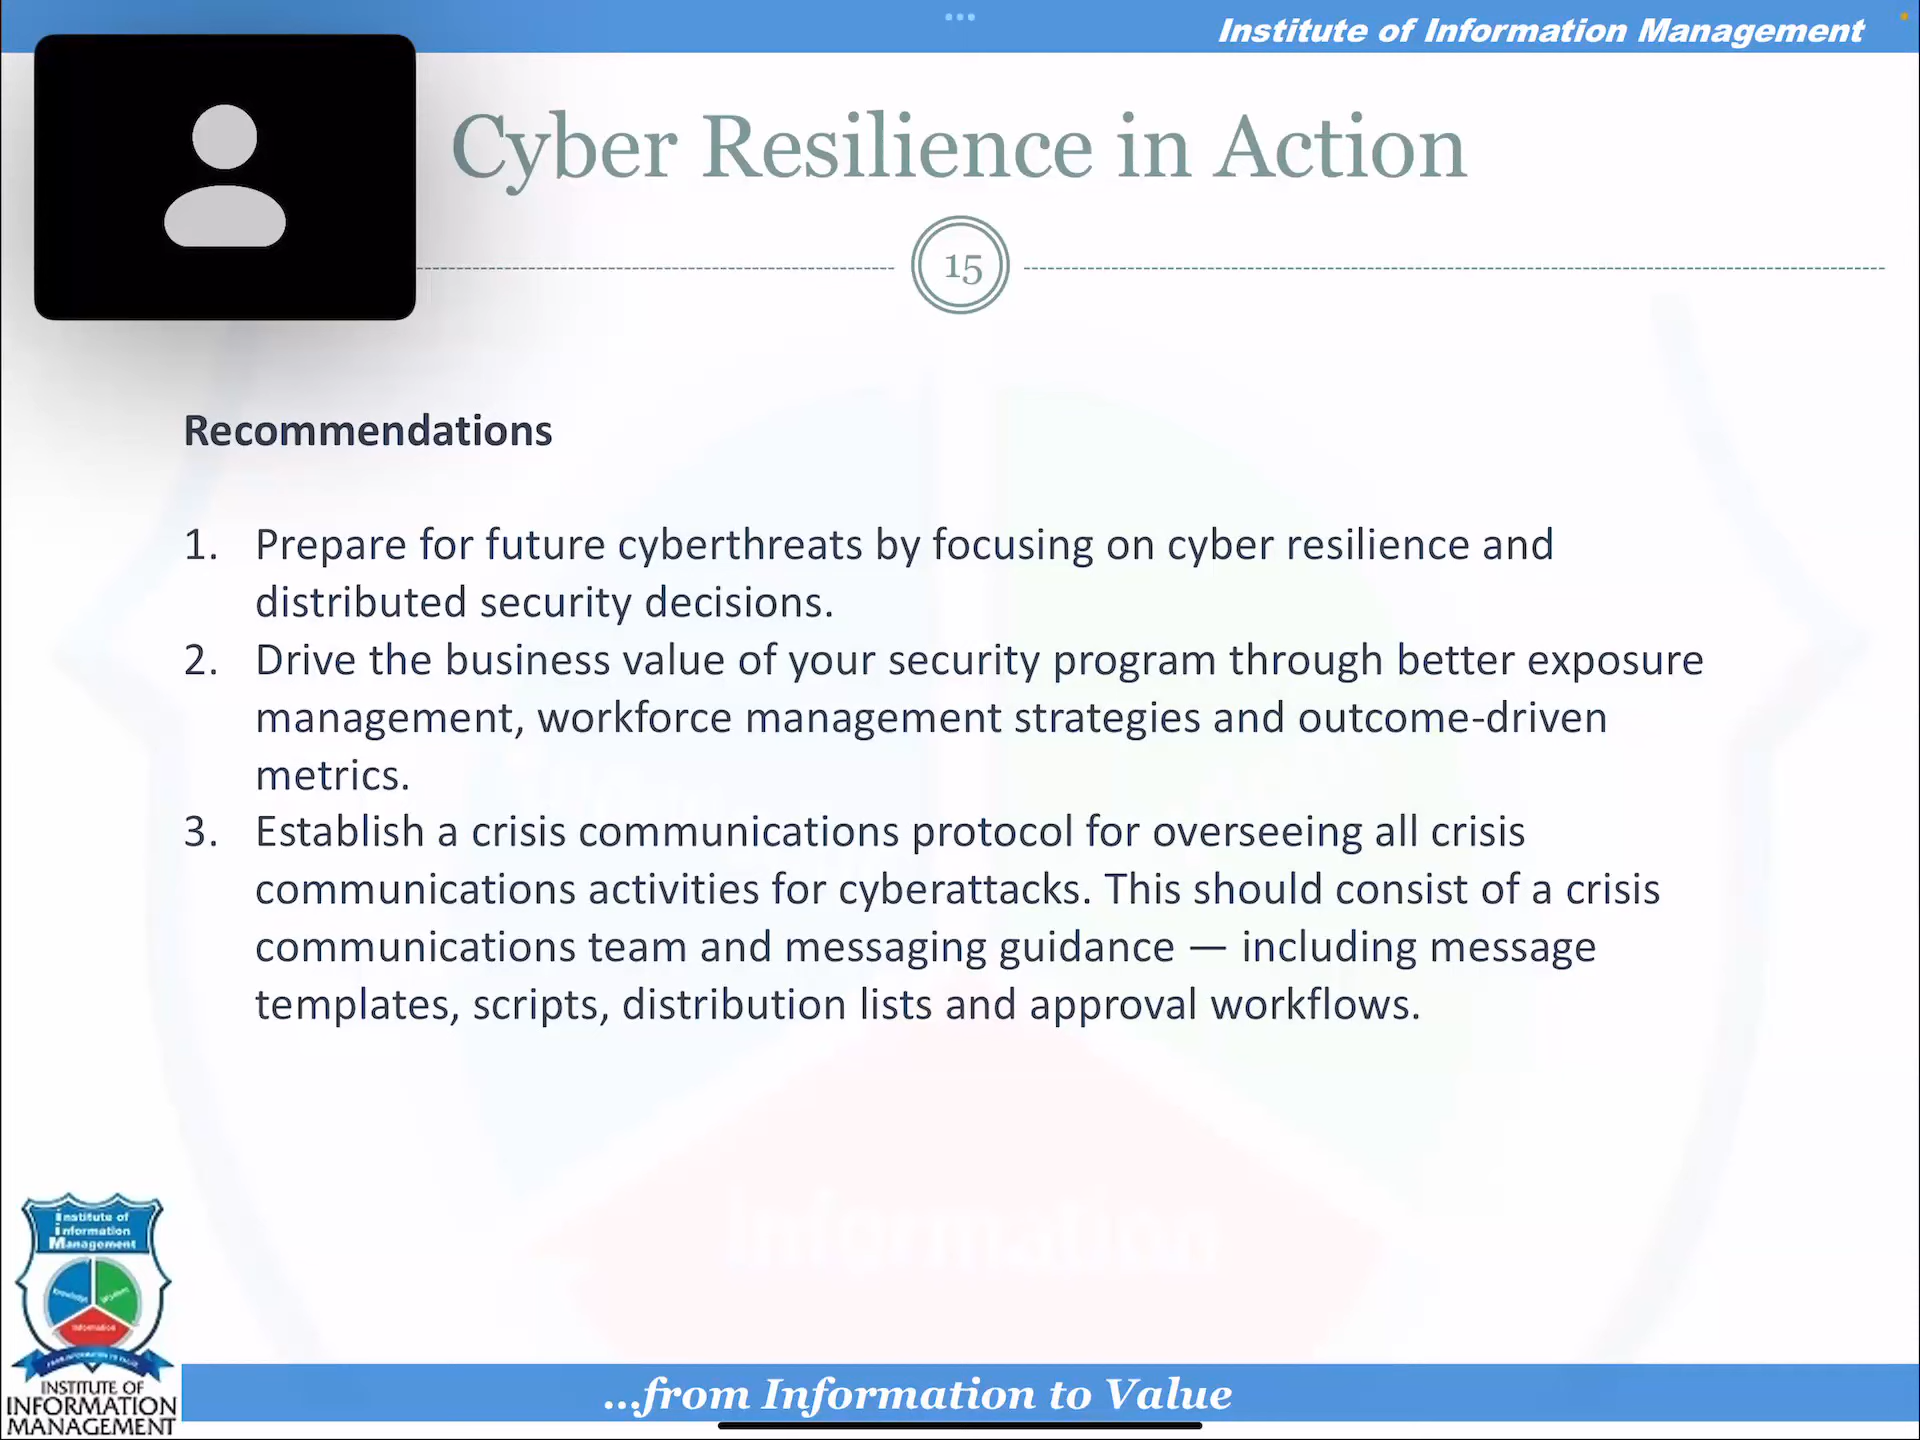 Institute of Information Management
Cyber Resilience in Action
15
Recommendations
1. Prepare for future cyberthreats by focusing on cyber resilience and
distributed security decisions.
2. Drive the business value of your security program through better exposure
management, workforce management strategies and outcome-driven
metrics.
3. Establish a crisis communications protocol for overseeing all crisis
communications activities for cyberattacks. This should consist of a crisis
communications team and messaging guidance — including message
templates, scripts, distribution lists and approval workflows.
Institute of
Information
Management
Knowledge
Information
INSTITUTE OF
INFORMATION
MANAGEMENT
...from Information to Value